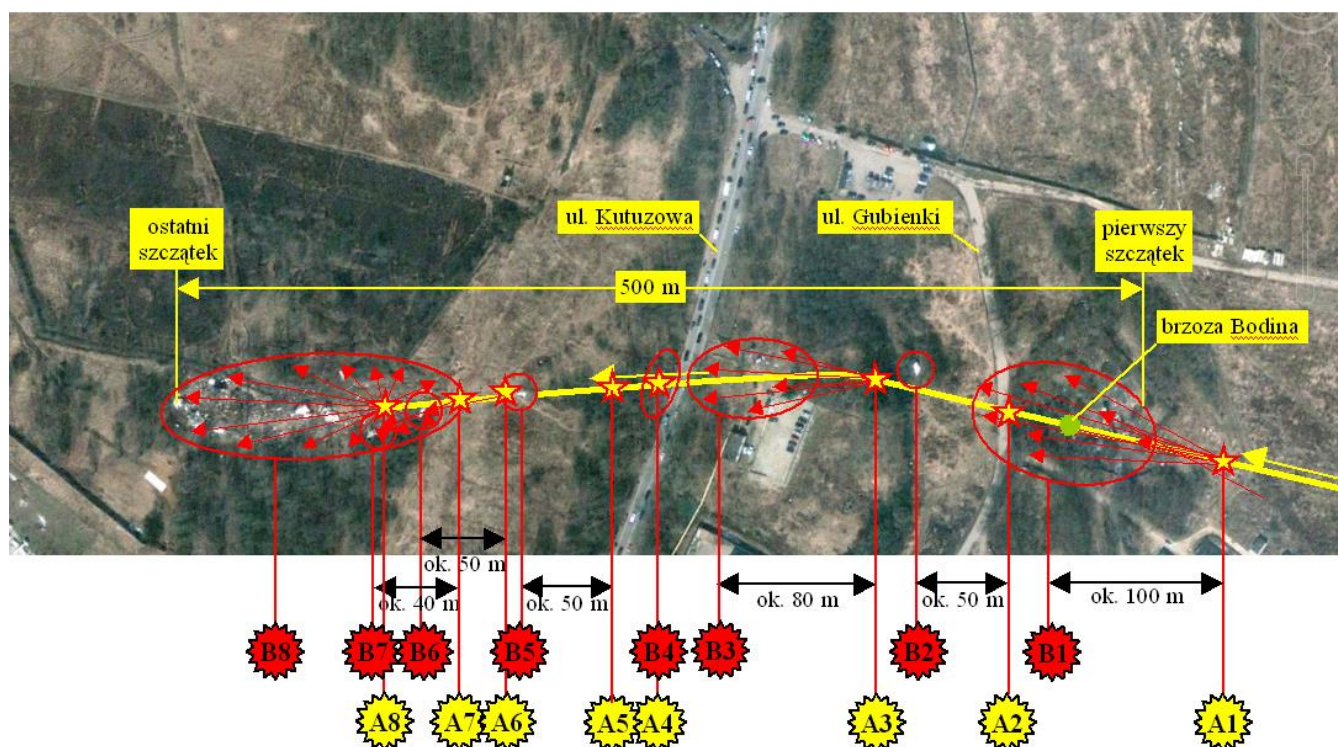 ul. Kutuzowa
ul. Gubienki
ostatni
szczątek
pierwszy
szczątek
500 m
brzoza Bodina
ok. 50 m
ok. 40 m
ok. 50 m
ok. 80 m
ok. 50 m
ok. 100 m
B8
B7
B6
B5
B4
B3
B2
B1
A8
A7
A6
A5
A4
A3
A2
A1